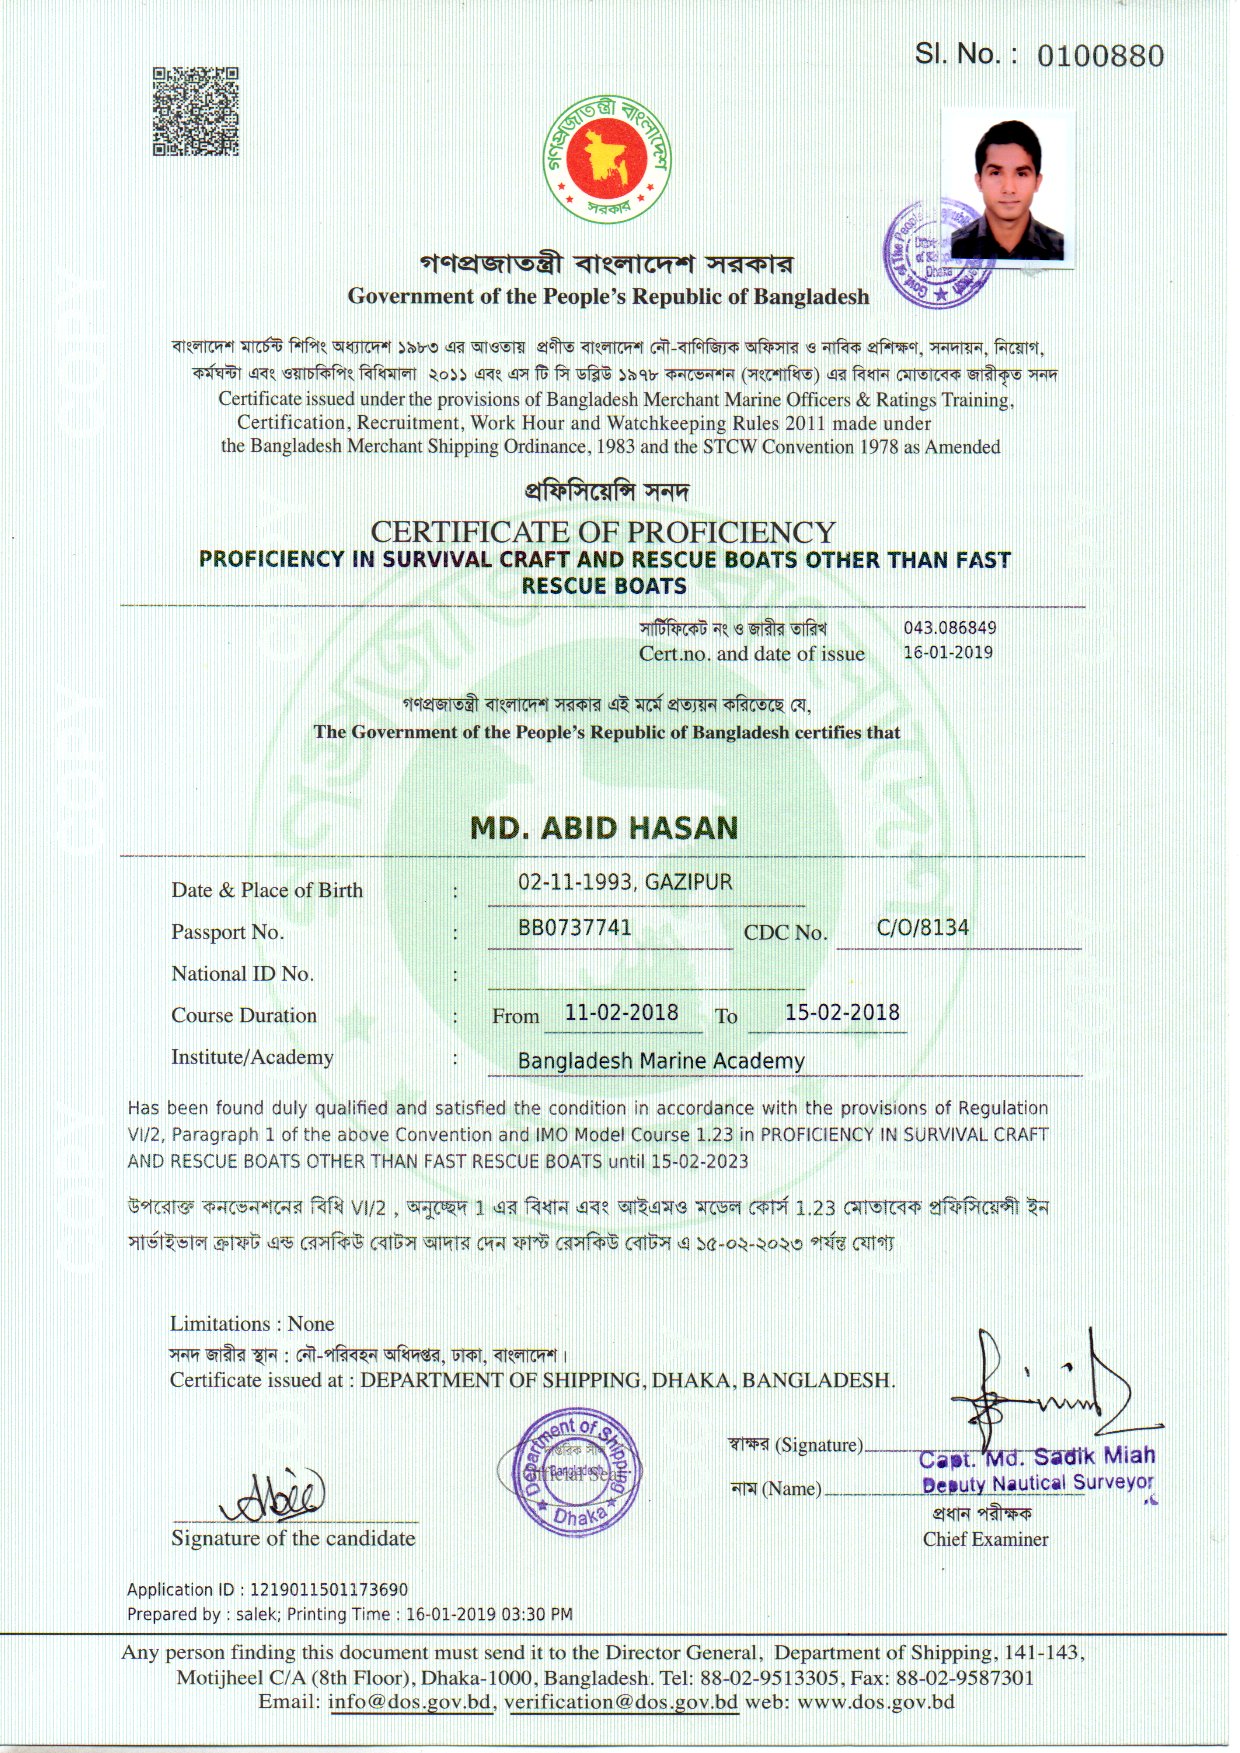 Sl. No. : 0100880
গণপ্রজাতন্ত্রী বাংলাদেশ
সরকার
গণপ্রজাতন্ত্রী বাংলাদেশ সরকার
Government of the People's Republic of Bangladesh
বাংলাদেশ মার্চেন্ট শিপিং অধ্যাদেশ ১৯৮৩ এর আওতায় প্রণীত বাংলাদেশ নৌ-বাণিজ্যিক অফিসার ও নাবিক প্রশিক্ষণ, সনদায়ন, নিয়োগ,
কর্মঘন্টা এবং ওয়াচকিপিং বিধিমালা ২০১১ এবং এস টি সি ডব্লিউ ১৯৭৮ কনভেনশন (সংশোধিত) এর বিধান মোতাবেক জারীকৃত সনদ
Certificate issued under the provisions of Bangladesh Merchant Marine Officers & Ratings Training,
Certification, Recruitment, Work Hour and Watchkeeping Rules 2011 made under
the Bangladesh Merchant Shipping Ordinance, 1983 and the STCW Convention 1978 as Amended
প্রফিসিয়েন্সি সনদ
CERTIFICATE OF PROFICIENCY
PROFICIENCY IN SURVIVAL CRAFT AND RESCUE BOATS OTHER THAN FAST
RESCUE BOATS
সার্টিফিকেট নং ও জারীর তারিখ 043.086849
Cert.no. and date of issue 16-01-2019
গণপ্রজাতন্ত্রী বাংলাদেশ সরকার এই মর্মে প্রত্যয়ন করিতেছে যে,
The Government of the People's Republic of Bangladesh certifies that
MD. ABID HASAN
Date & Place of Birth : 02-11-1993, GAZIPUR
Passport No. : BB0737741 CDC No. C/O/8134
National ID No. :
Course Duration : From 11-02-2018 To 15-02-2018
Institute/Academy : Bangladesh Marine Academy
Has been found duly qualified and satisfied the condition in accordance with the provisions of Regulation
VI/2, Paragraph 1 of the above Convention and IMO Model Course 1.23 in PROFICIENCY IN SURVIVAL CRAFT
AND RESCUE BOATS OTHER THAN FAST RESCUE BOATS until 15-02-2023
উপরোক্ত কনভেনশনের বিধি VI/2 , অনুচ্ছেদ 1 এর বিধান এবং আইএমও মডেল কোর্স 1.23 মোতাবেক প্রফিসিয়েন্সী ইন
সার্ভাইভাল ক্রাফট এন্ড রেসকিউ বোটস আদার দেন ফাস্ট রেসকিউ বোটস এ ১৫-০২-২০২৩ পর্যন্ত যোগ্য
Limitations : None
সনদ জারীর স্থান : নৌ-পরিবহন অধিদপ্তর, ঢাকা, বাংলাদেশ।
Certificate issued at : DEPARTMENT OF SHIPPING, DHAKA, BANGLADESH.
স্বাক্ষর (Signature)
Capt. Md. Sadik Miah
নাম (Name) Deputy Nautical Surveyor
প্রধান পরীক্ষক
Chief Examiner
Department of Shipping
Bangladesh
Official Seal
Dhaka
Signature of the candidate
Application ID : 1219011501173690
Prepared by : salek; Printing Time : 16-01-2019 03:30 PM
Any person finding this document must send it to the Director General, Department of Shipping, 141-143,
Motijheel C/A (8th Floor), Dhaka-1000, Bangladesh. Tel: 88-02-9513305, Fax: 88-02-9587301
Email: info@dos.gov.bd, verification@dos.gov.bd web: www.dos.gov.bd